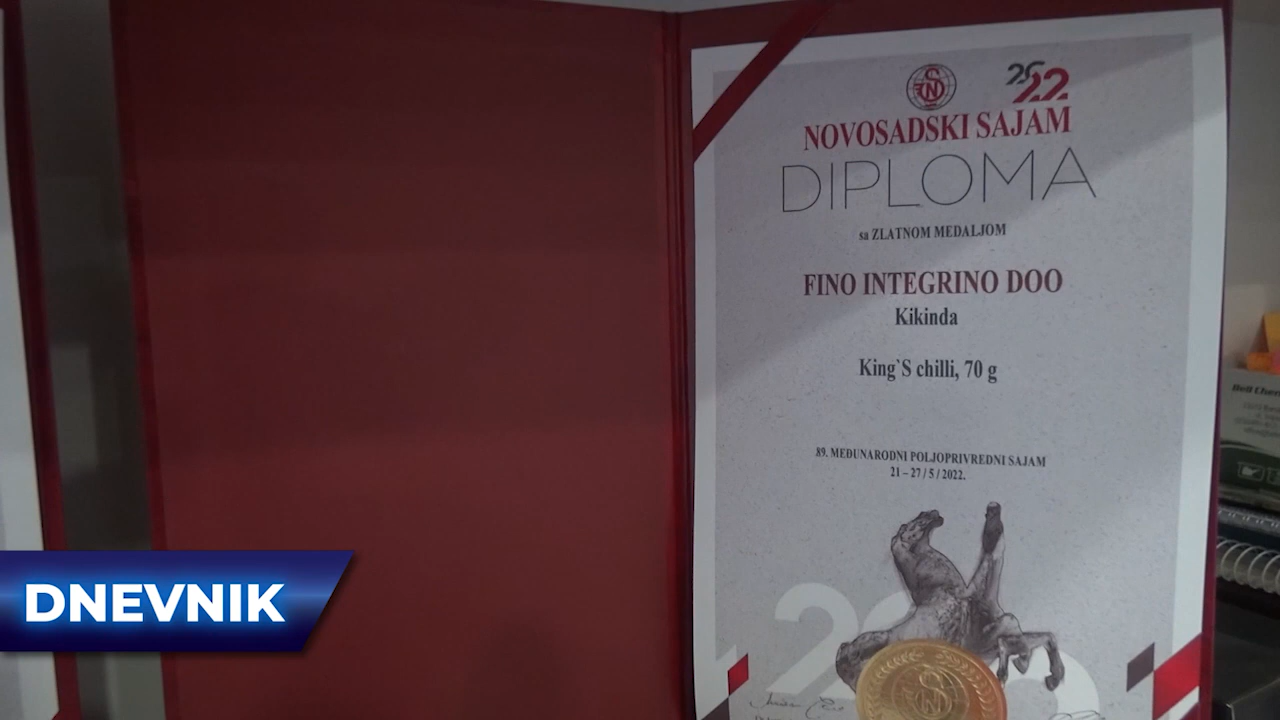 2022
NOVOSADSKI SAJAM
DIPLOMA
sa ZLATNOM MEDALJOM
FINO INTEGRINO DOO
Kikinda
King`S chilli, 70 g
89. MEĐUNARODNI POLJOPRIVREDNI SAJAM
21 – 27 / 5 / 2022.
DNEVNIK